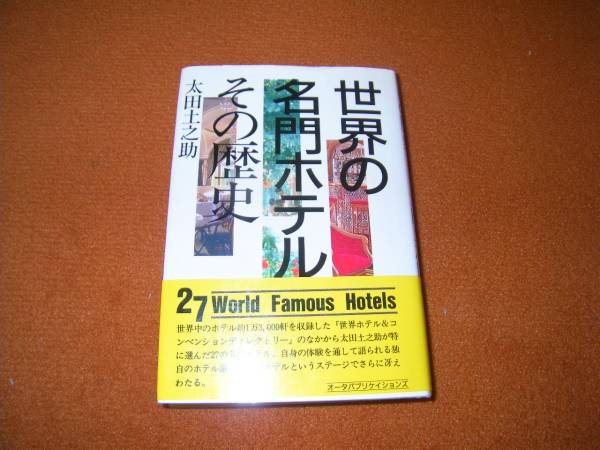 世界の
名門ホテル
その歴史
太田土之助
27 World Famous Hotels
世界中のホテル約1万3,000軒を収録した『世界ホテル&コ
ンベンションディレクトリー』のなかから太田土之助が特
に選んだ27の名門ホテル。自身の体験を通して語られる独
自のホテル ホテルというステージでさらに冴え
わたる。
オータパブリケイションズ